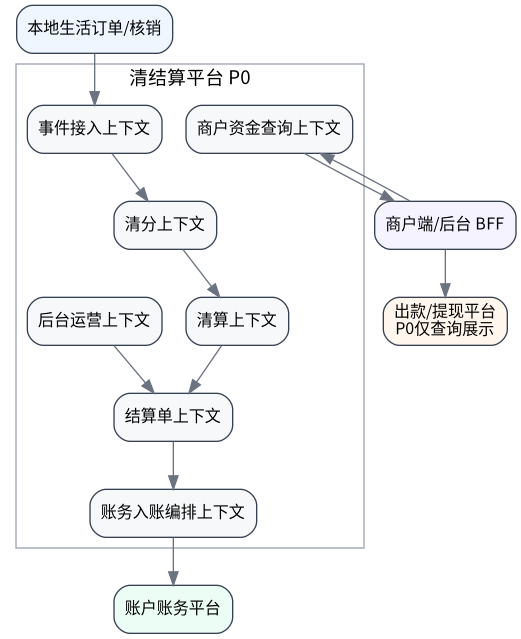 本地生活订单/核销
清结算平台 P0
事件接入上下文
商户资金查询上下文
清分上下文
商户端/后台 BFF
后台运营上下文
清算上下文
出款/提现平台
P0仅查询展示
结算单上下文
账务入账编排上下文
账户账务平台